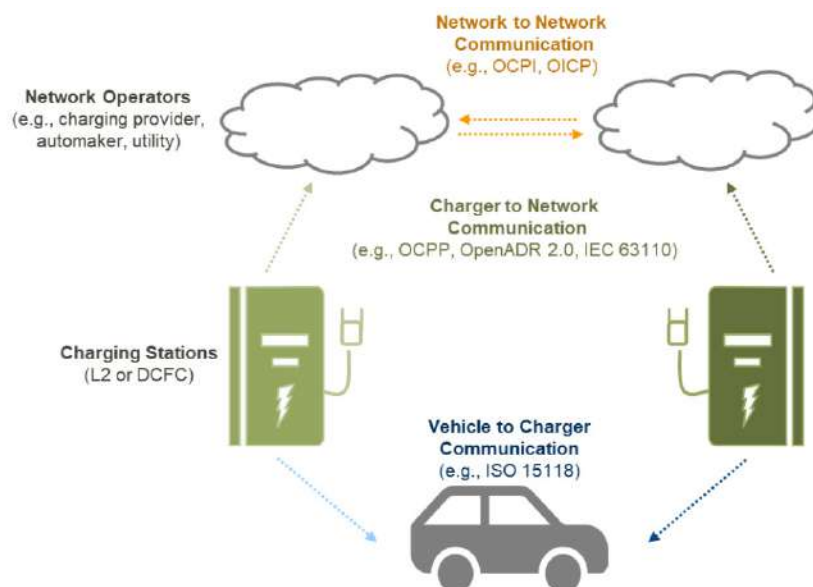 Network to Network
Communication
(e.g., OCPI, OICP)
Network Operators
(e.g., charging provider,
automaker, utility)
Charger to Network
Communication
(e.g., OCPP, OpenADR 2.0, IEC 63110)
Charging Stations
(L2 or DCFC)
Vehicle to Charger
Communication
(e.g., ISO 15118)